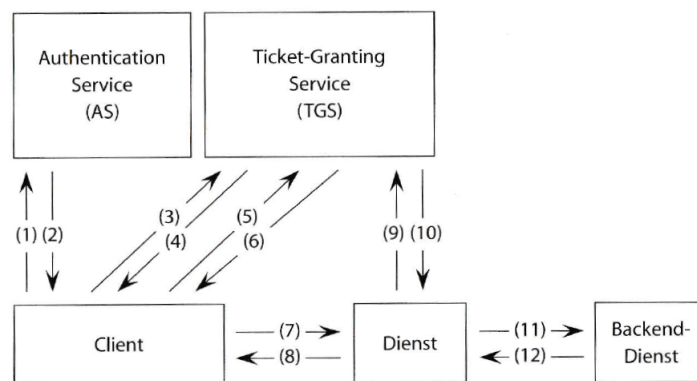 Authentication
Service
(AS)
Ticket-Granting
Service
(TGS)
(1)
(2)
(3)
(4)
(5)
(6)
(9)
(10)
Client
(7)
(8)
Dienst
(11)
(12)
Backend-
Dienst